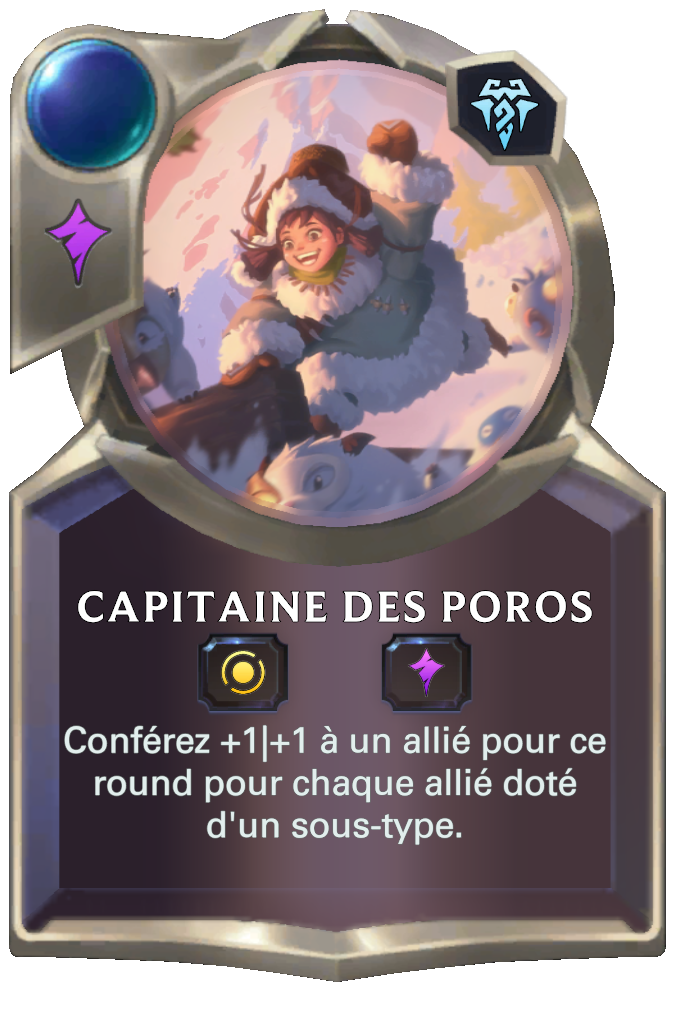 CAPITAINE DES POROS
Conférez +1|+1 à un allié pour ce
round pour chaque allié doté
d'un sous-type.